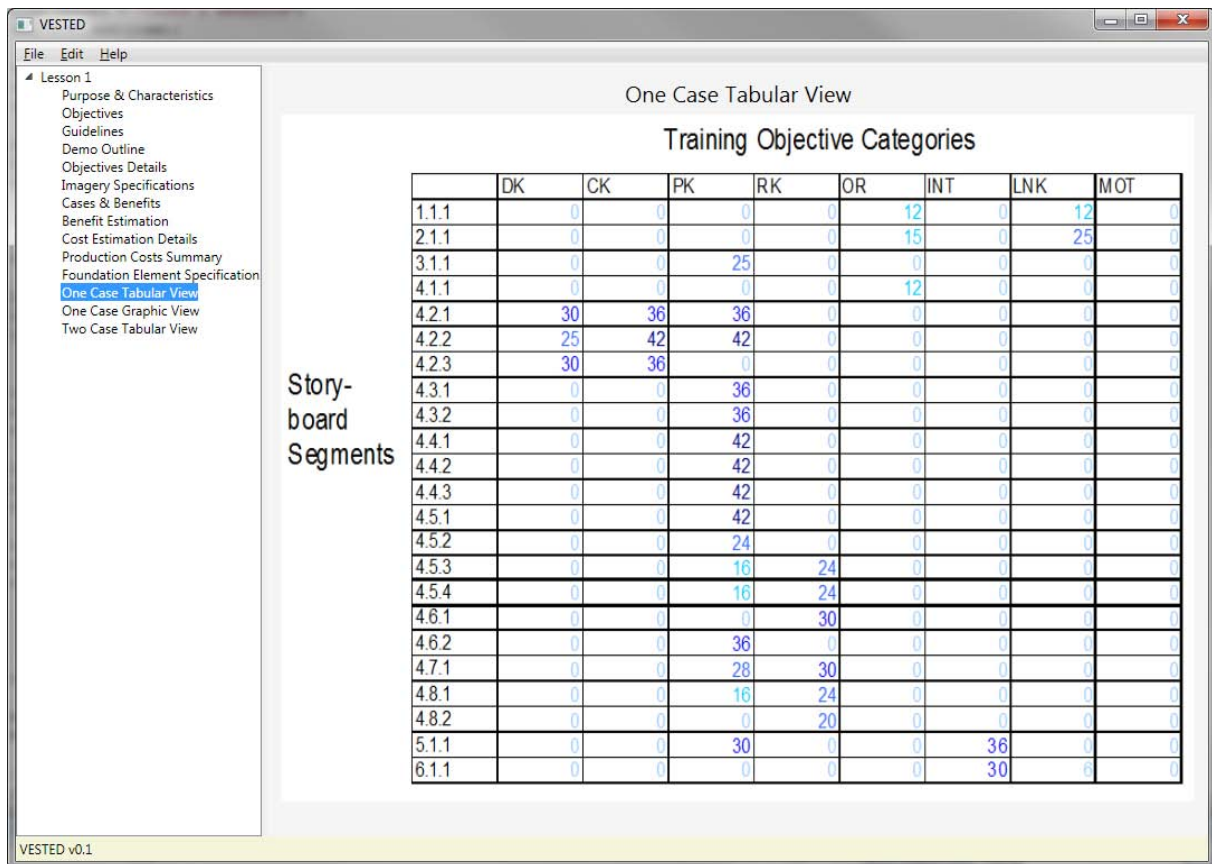 VESTED
File Edit Help
Lesson 1
Purpose & Characteristics
Objectives
Guidelines
Demo Outline
Objectives Details
Imagery Specifications
Cases & Benefits
Benefit Estimation
Cost Estimation Details
Production Costs Summary
Foundation Element Specification
One Case Tabular View
One Case Graphic View
Two Case Tabular View
One Case Tabular View
Training Objective Categories
Story-
board
Segments
DK CK PK RK OR INT LNK MOT
1.1.1 0 0 0 0 12 0 12 0
2.1.1 0 0 0 0 15 0 25 0
3.1.1 0 0 25 0 0 0 0 0
4.1.1 0 0 0 0 12 0 0 0
4.2.1 30 36 36 0 0 0 0 0
4.2.2 25 42 42 0 0 0 0 0
4.2.3 30 36 0 0 0 0 0 0
4.3.1 0 0 36 0 0 0 0 0
4.3.2 0 0 36 0 0 0 0 0
4.4.1 0 0 42 0 0 0 0 0
4.4.2 0 0 42 0 0 0 0 0
4.4.3 0 0 42 0 0 0 0 0
4.5.1 0 0 42 0 0 0 0 0
4.5.2 0 0 24 0 0 0 0 0
4.5.3 0 0 16 24 0 0 0 0
4.5.4 0 0 16 24 0 0 0 0
4.6.1 0 0 0 30 0 0 0 0
4.6.2 0 0 36 0 0 0 0 0
4.7.1 0 0 28 30 0 0 0 0
4.8.1 0 0 16 24 0 0 0 0
4.8.2 0 0 0 20 0 0 0 0
5.1.1 0 0 30 0 0 36 0 0
6.1.1 0 0 0 0 0 30 6 0
VESTED v0.1